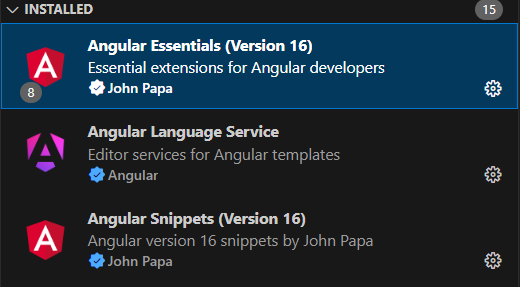 INSTALLED 15
Angular Essentials (Version 16)
Essential extensions for Angular developers
8 John Papa
Angular Language Service
Editor services for Angular templates
Angular
Angular Snippets (Version 16)
Angular version 16 snippets by John Papa
John Papa